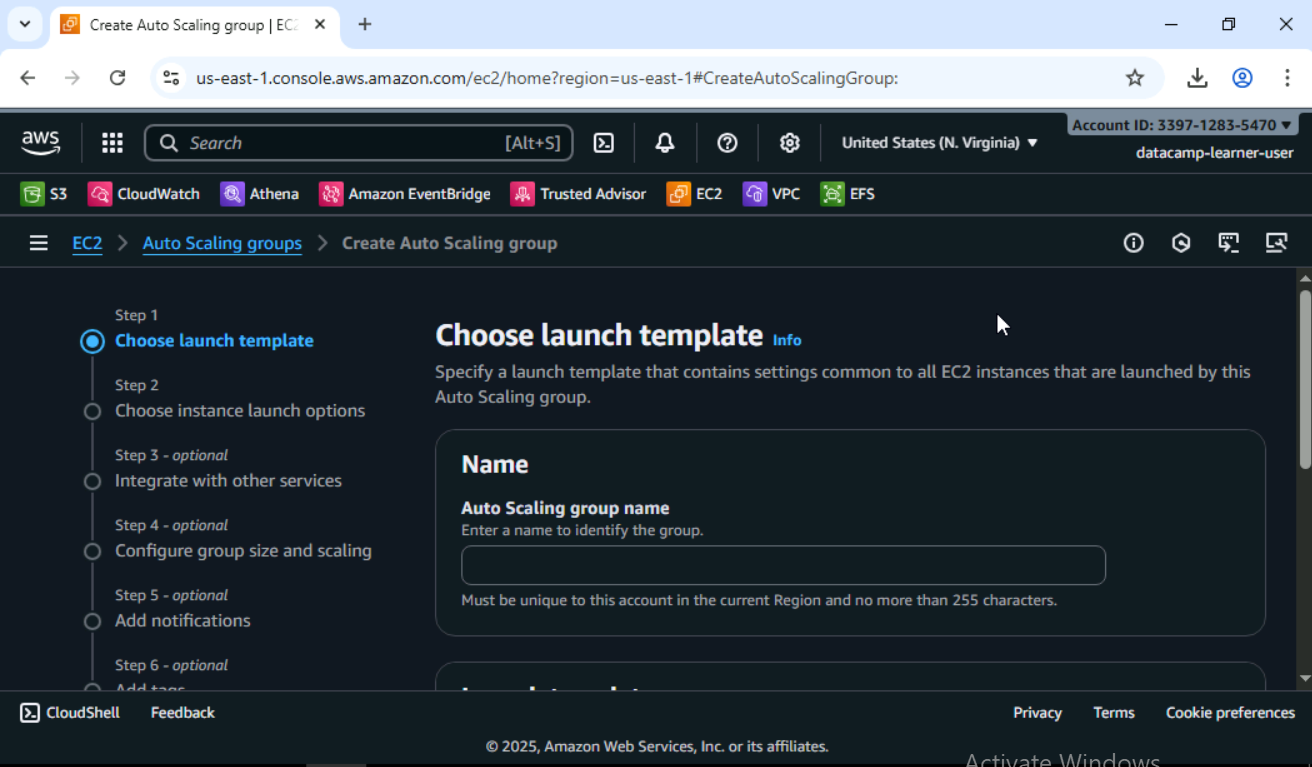 Create Auto Scaling group | EC2
us-east-1.console.aws.amazon.com/ec2/home?region=us-east-1#CreateAutoScalingGroup:
aws
Search [Alt+S]
United States (N. Virginia)
Account ID: 3397-1283-5470
datacamp-learner-user
S3 CloudWatch Athena Amazon EventBridge Trusted Advisor EC2 VPC EFS
EC2 > Auto Scaling groups > Create Auto Scaling group
Step 1
Choose launch template
Step 2
Choose instance launch options
Step 3 - optional
Integrate with other services
Step 4 - optional
Configure group size and scaling
Step 5 - optional
Add notifications
Step 6 - optional
Add tags
Choose launch template Info
Specify a launch template that contains settings common to all EC2 instances that are launched by this
Auto Scaling group.
Name
Auto Scaling group name
Enter a name to identify the group.
Must be unique to this account in the current Region and no more than 255 characters.
CloudShell Feedback
Privacy Terms Cookie preferences
© 2025, Amazon Web Services, Inc. or its affiliates.
Activate Windows